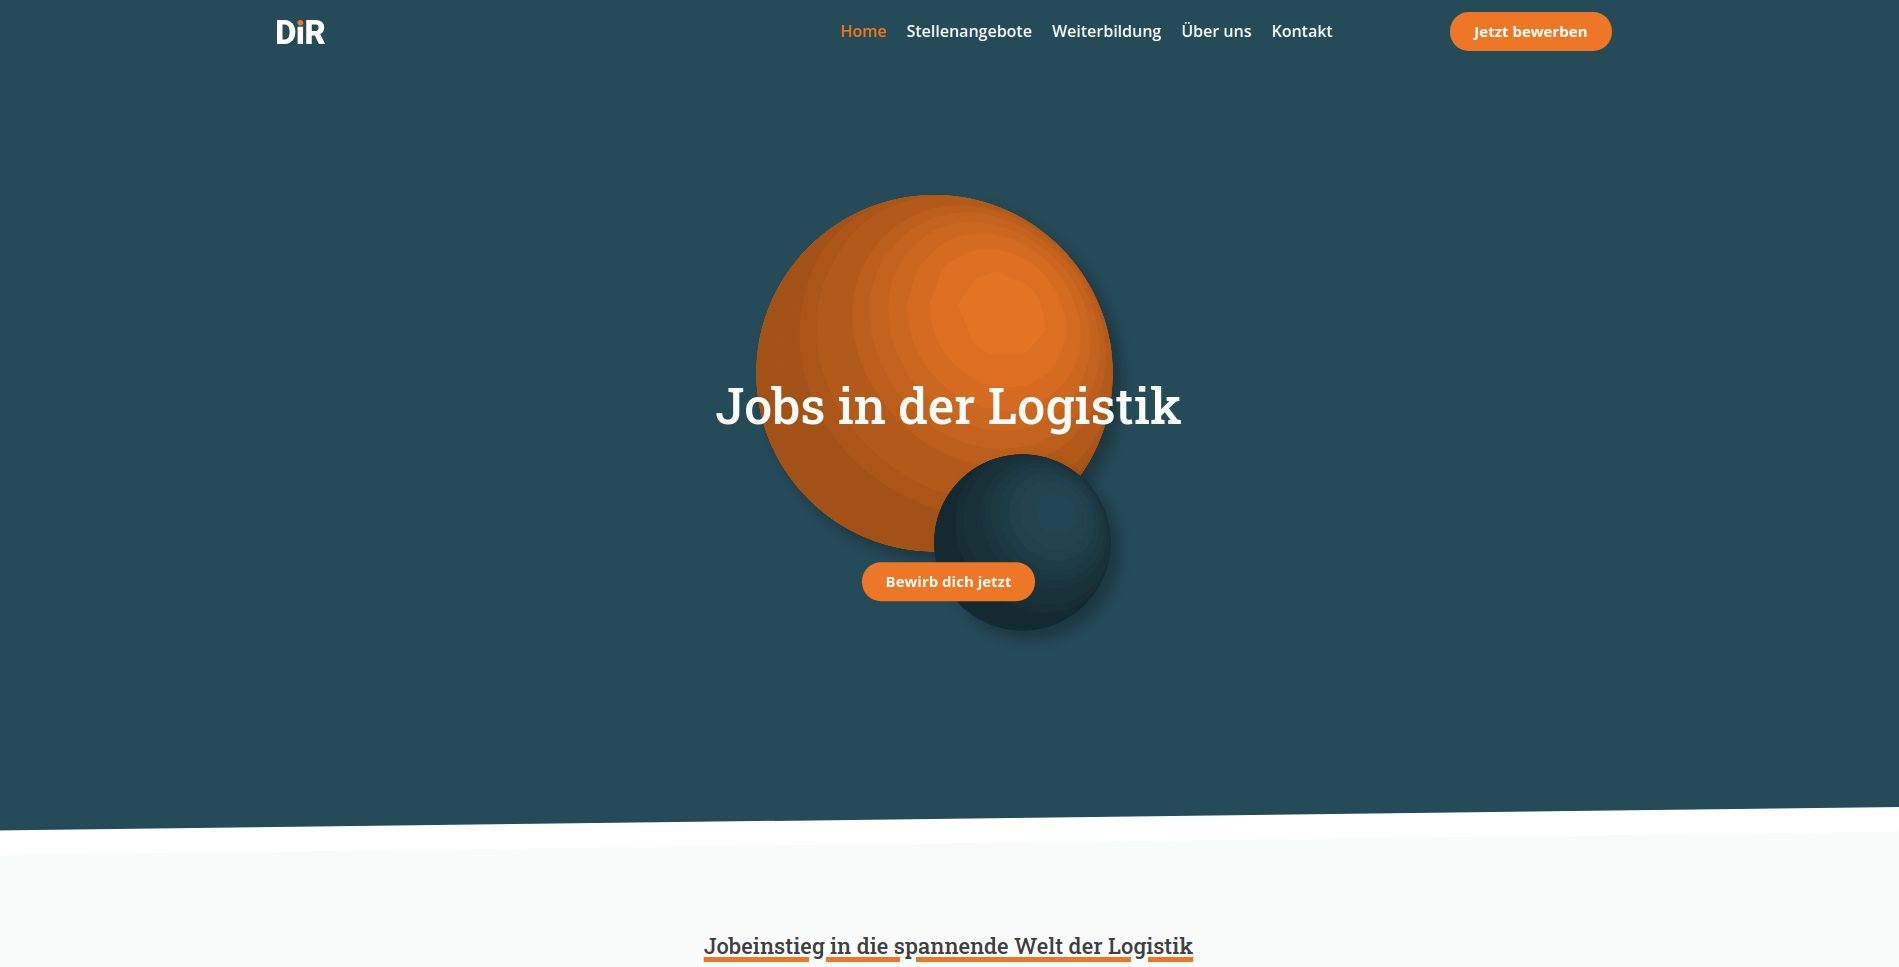 DiR
Home Stellenangebote Weiterbildung Über uns Kontakt
Jetzt bewerben
Jobs in der Logistik
Bewirb dich jetzt
Jobeinstieg in die spannende Welt der Logistik